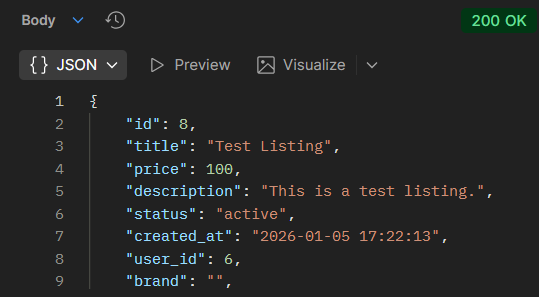 Body 200 OK
{} JSON Preview Visualize
1 {
2 "id": 8,
3 "title": "Test Listing",
4 "price": 100,
5 "description": "This is a test listing.",
6 "status": "active",
7 "created_at": "2026-01-05 17:22:13",
8 "user_id": 6,
9 "brand": "",